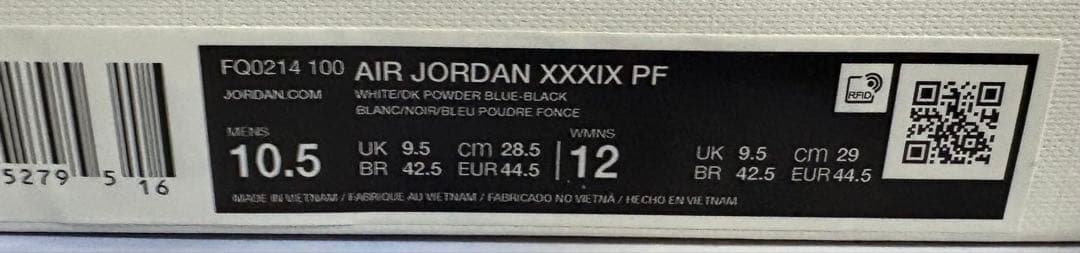 5279 5 16
FQ0214 100 AIR JORDAN XXXIX PF
JORDAN.COM
WHITE/DK POWDER BLUE-BLACK
BLANC/NOIR/BLEU POUDRE FONCE
MENS
10.5
UK 9.5 cm 28.5
BR 42.5 EUR 44.5
WMNS
12
UK 9.5 cm 29
BR 42.5 EUR 44.5
MADE IN VIETNAM / FABRIQUE AU VIETNAM / FABRICADO NO VIETNÃ / HECHO EN VIETNAM
RFID